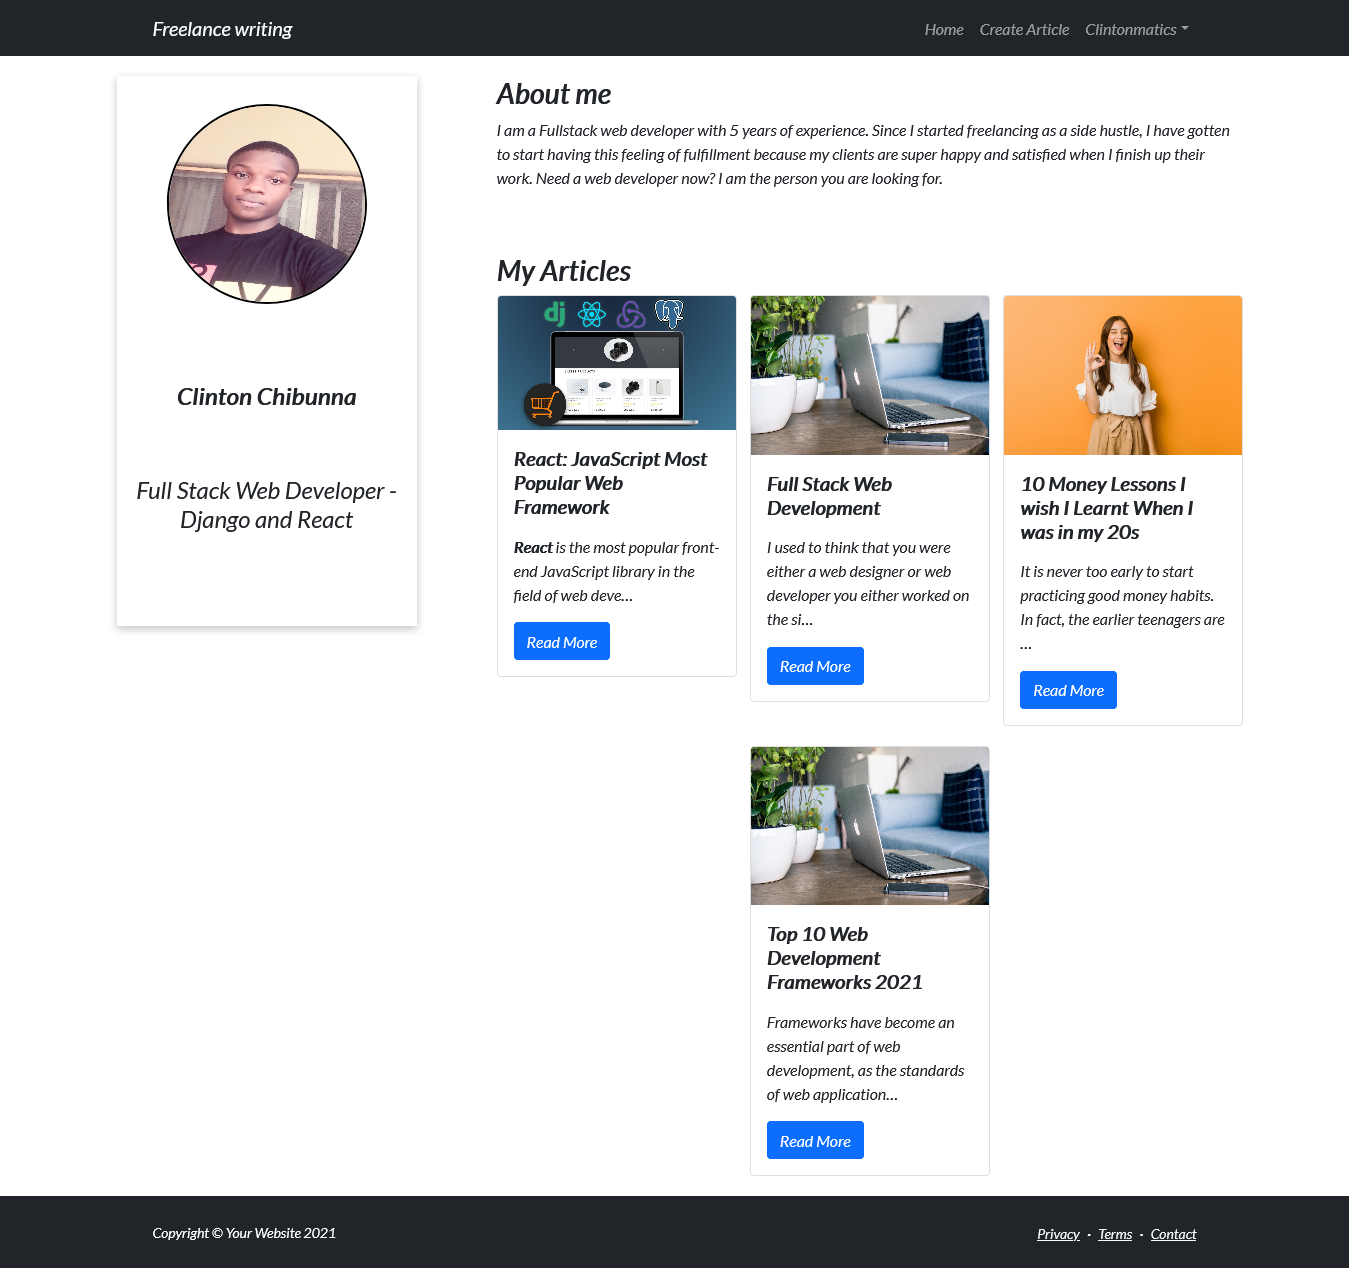 Freelance writing
Home
Create Article
Clintonmatics
Clinton Chibunna
Full Stack Web Developer -
Django and React
About me
I am a Fullstack web developer with 5 years of experience. Since I started freelancing as a side hustle, I have gotten
to start having this feeling of fulfillment because my clients are super happy and satisfied when I finish up their
work. Need a web developer now? I am the person you are looking for.
My Articles
dj
React: JavaScript Most
Popular Web
Framework
React is the most popular front-
end JavaScript library in the
field of web deve...
Read More
Full Stack Web
Development
I used to think that you were
either a web designer or web
developer you either worked on
the si...
Read More
10 Money Lessons I
wish I Learnt When I
was in my 20s
It is never too early to start
practicing good money habits.
In fact, the earlier teenagers are
...
Read More
Top 10 Web
Development
Frameworks 2021
Frameworks have become an
essential part of web
development, as the standards
of web application...
Read More
Copyright © Your Website 2021
Privacy · Terms · Contact